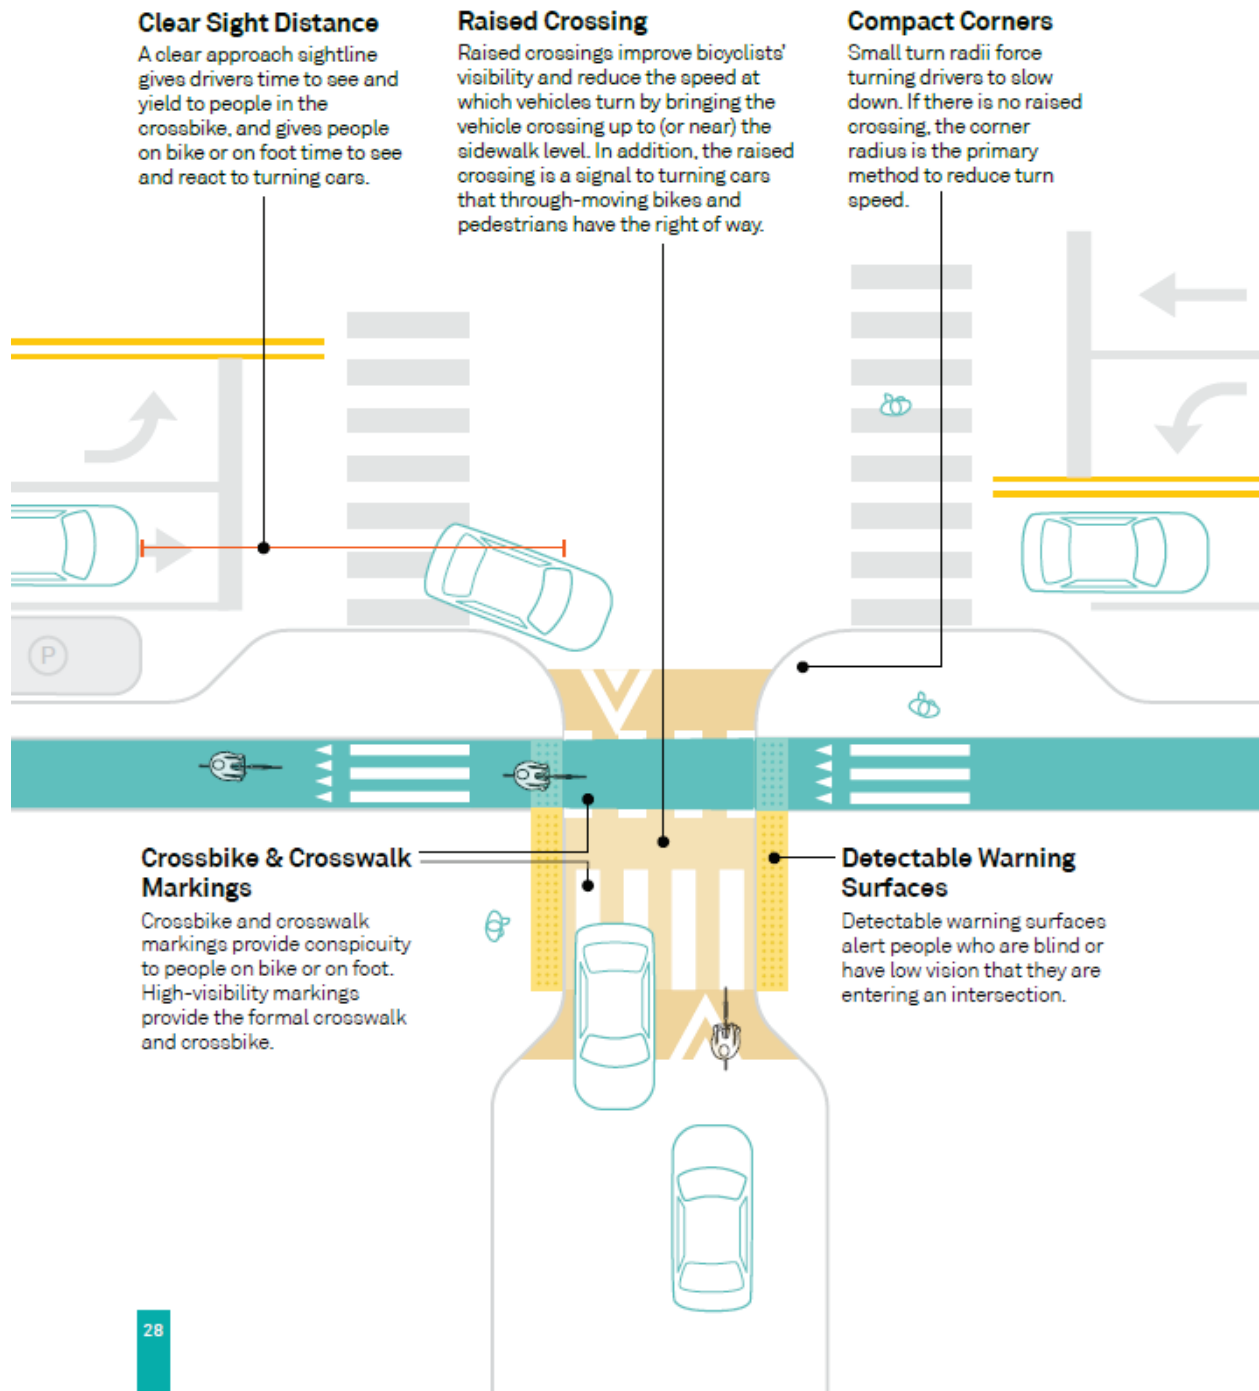 Clear Sight Distance
A clear approach sightline
gives drivers time to see and
yield to people in the
crossbike, and gives people
on bike or on foot time to see
and react to turning cars.
Raised Crossing
Raised crossings improve bicyclists'
visibility and reduce the speed at
which vehicles turn by bringing the
vehicle crossing up to (or near) the
sidewalk level. In addition, the raised
crossing is a signal to turning cars
that through-moving bikes and
pedestrians have the right of way.
Compact Corners
Small turn radii force
turning drivers to slow
down. If there is no raised
crossing, the corner
radius is the primary
method to reduce turn
speed.
P
Crossbike & Crosswalk
Markings
Crossbike and crosswalk
markings provide conspicuity
to people on bike or on foot.
High-visibility markings
provide the formal crosswalk
and crossbike.
Detectable Warning
Surfaces
Detectable warning surfaces
alert people who are blind or
have low vision that they are
entering an intersection.
28